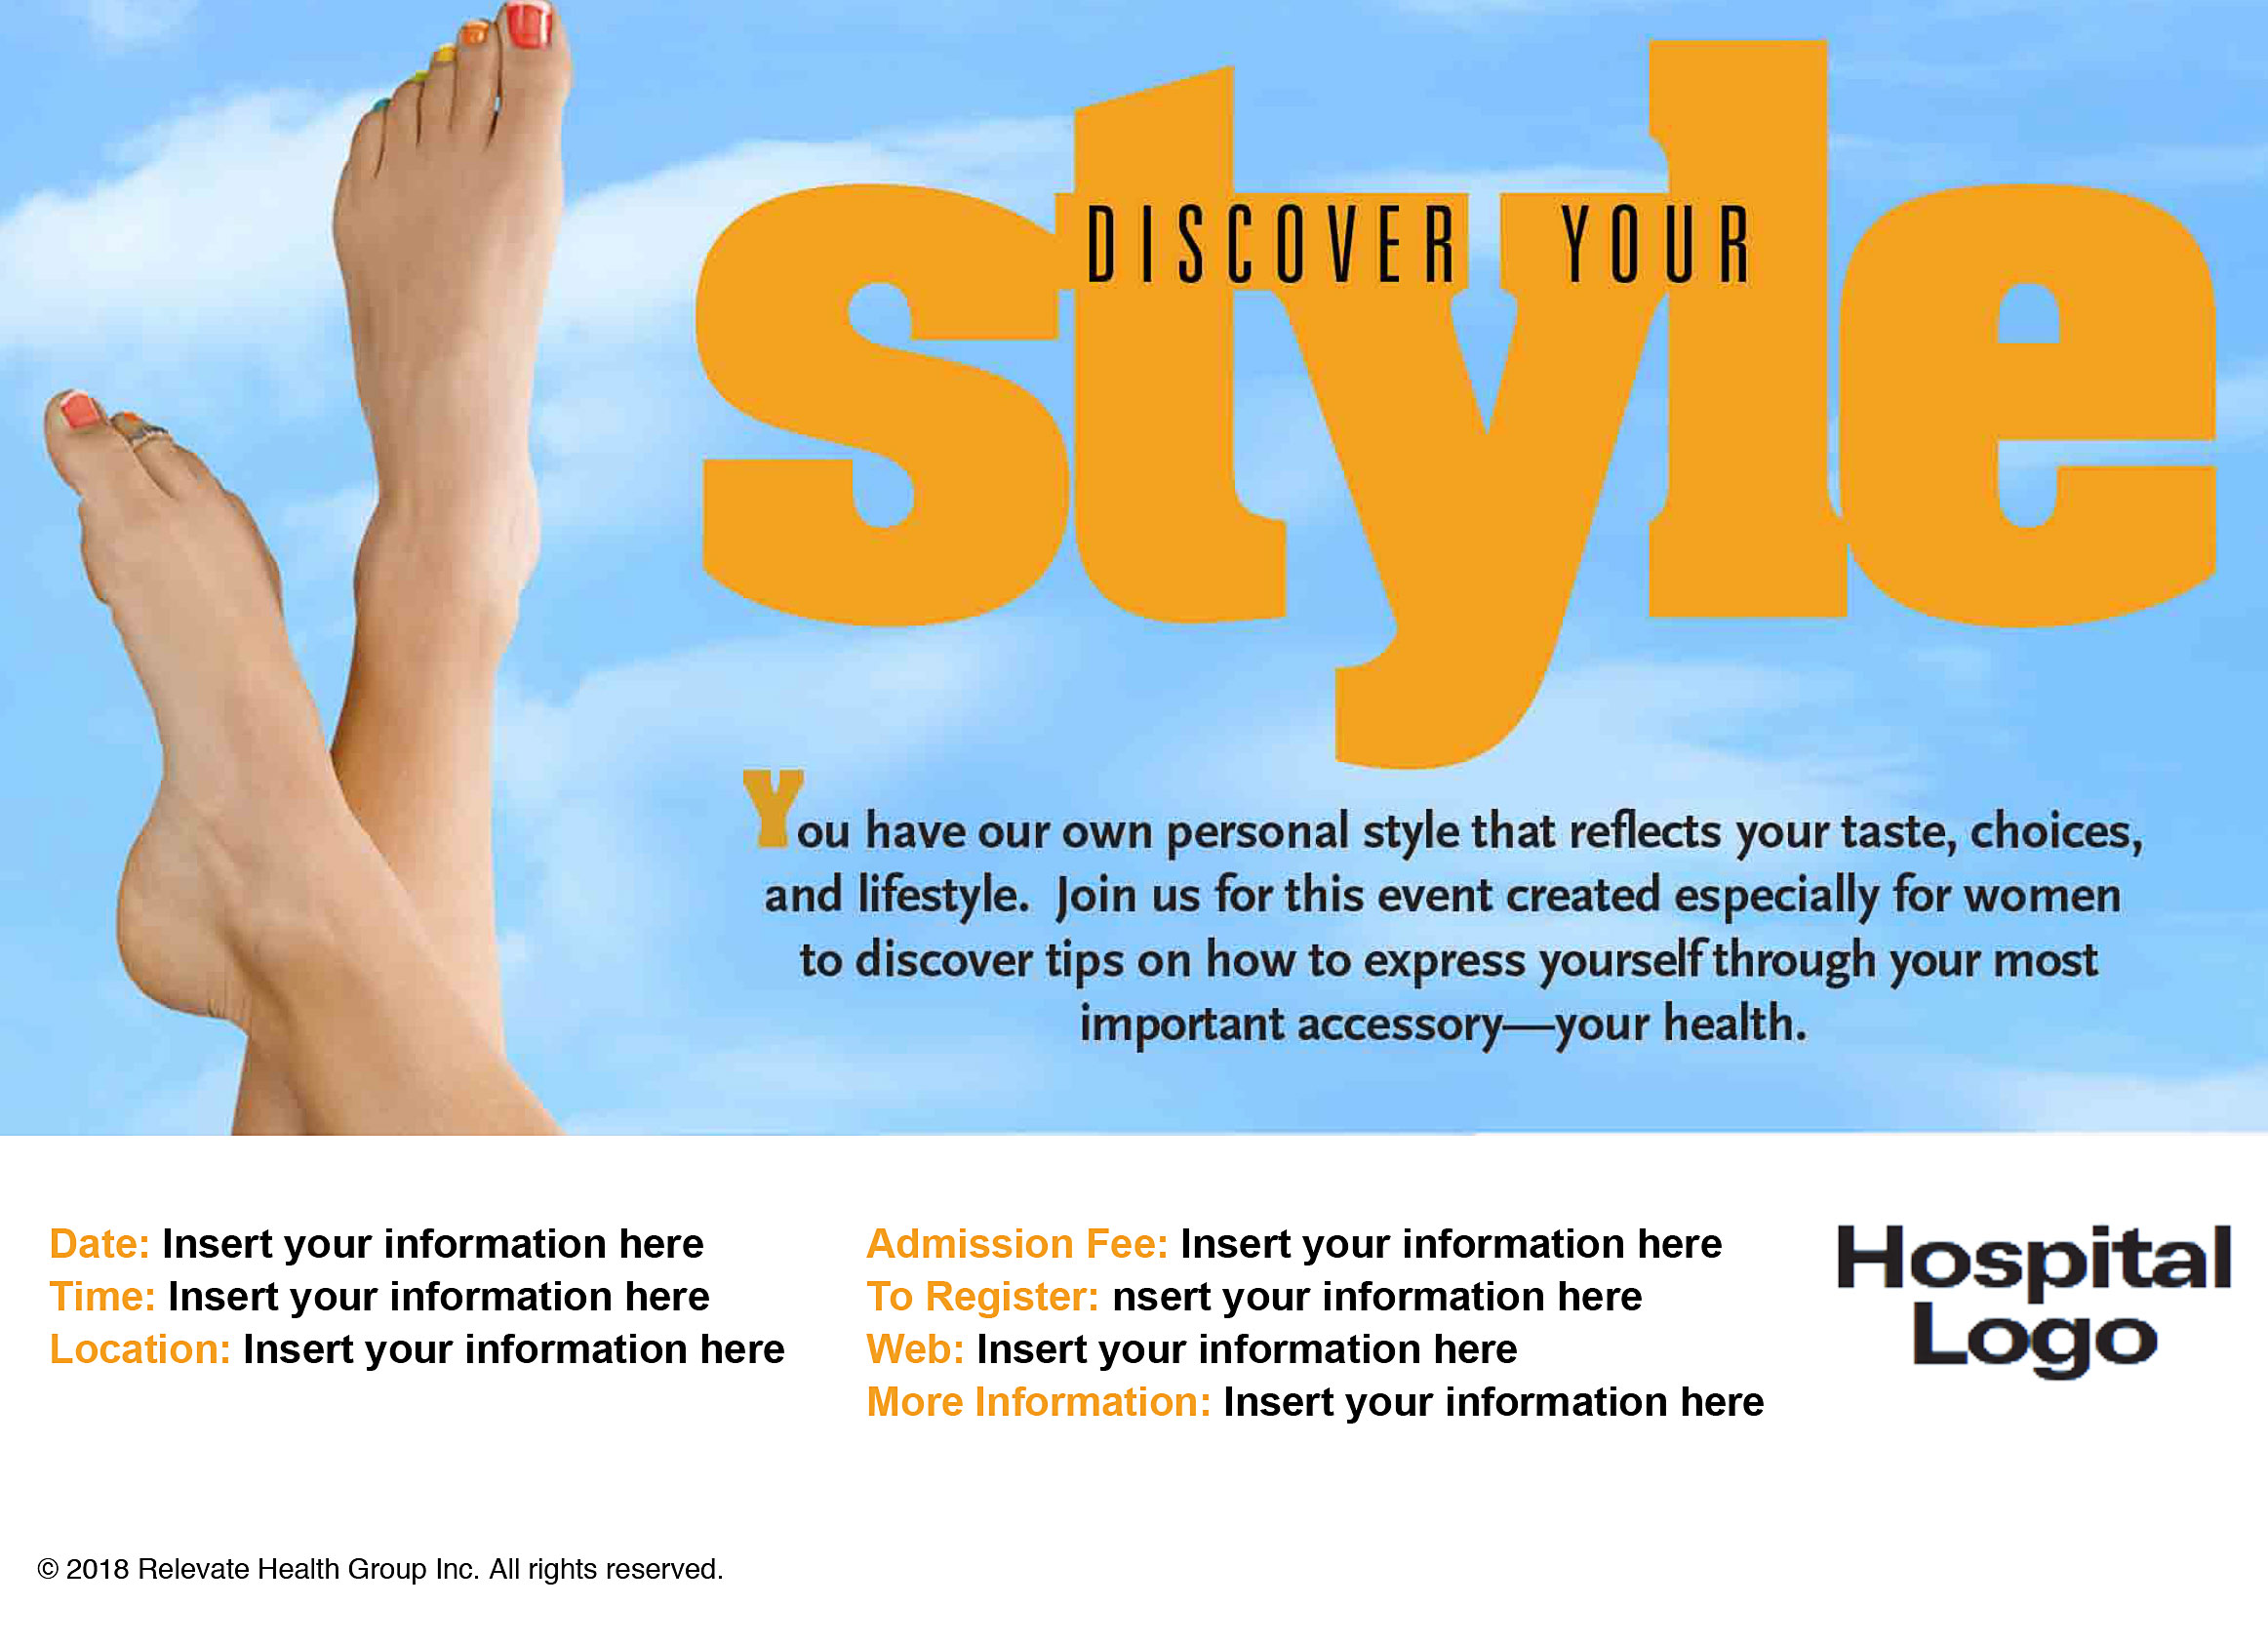 DISCOVER YOUR
style
You have our own personal style that reflects your taste, choices,
and lifestyle.  Join us for this event created especially for women
to discover tips on how to express yourself through your most
important accessory—your health.
Date: Insert your information here
Time: Insert your information here
Location: Insert your information here
Admission Fee: Insert your information here
To Register: nsert your information here
Web: Insert your information here
More Information: Insert your information here
Hospital
Logo
© 2018 Relevate Health Group Inc. All rights reserved.